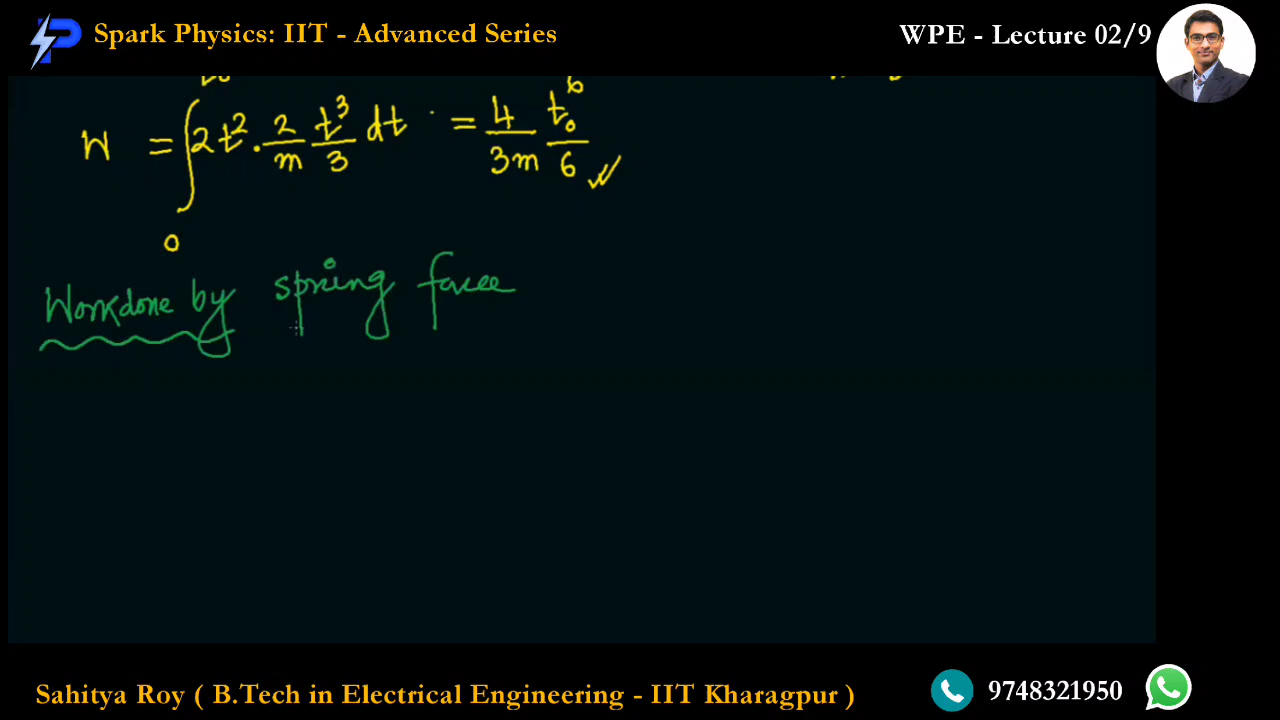 Spark Physics: IIT - Advanced Series
WPE - Lecture 02/9
W = ∫ 2t² . 2/m t³/3 dt = 4/3m t₀⁶/6
0
Workdone by spring force
Sahitya Roy ( B.Tech in Electrical Engineering - IIT Kharagpur )
9748321950